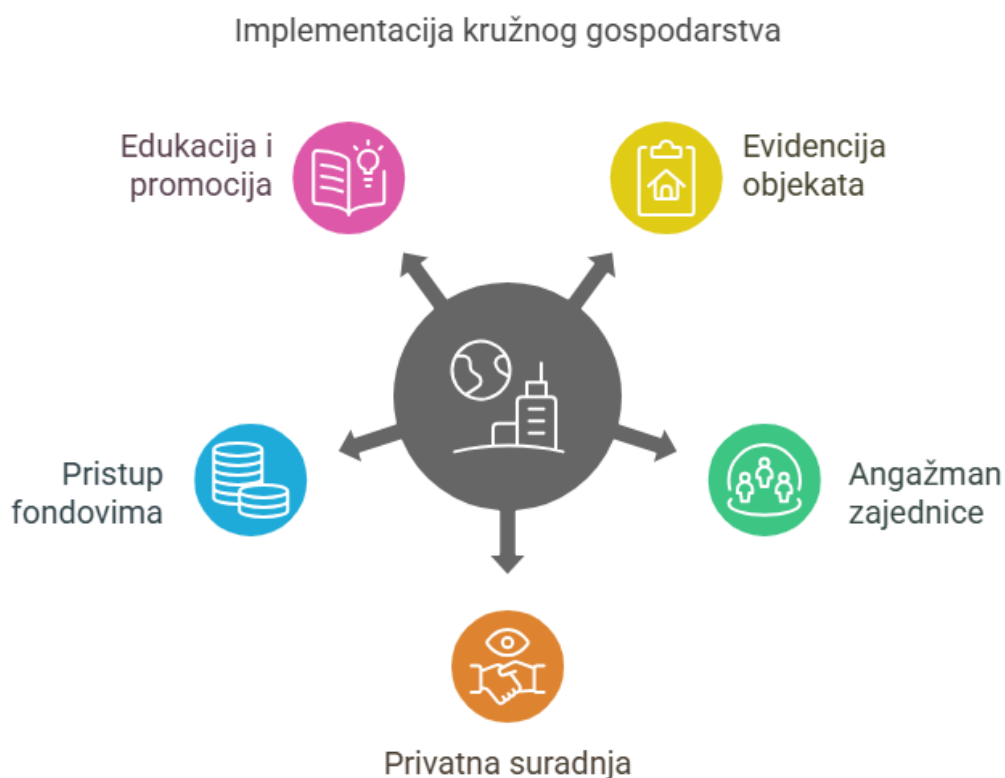 Implementacija kružnog gospodarstva
Edukacija i
promocija
Evidencija
objekata
Pristup
fondovima
Angažman
zajednice
Privatna suradnja